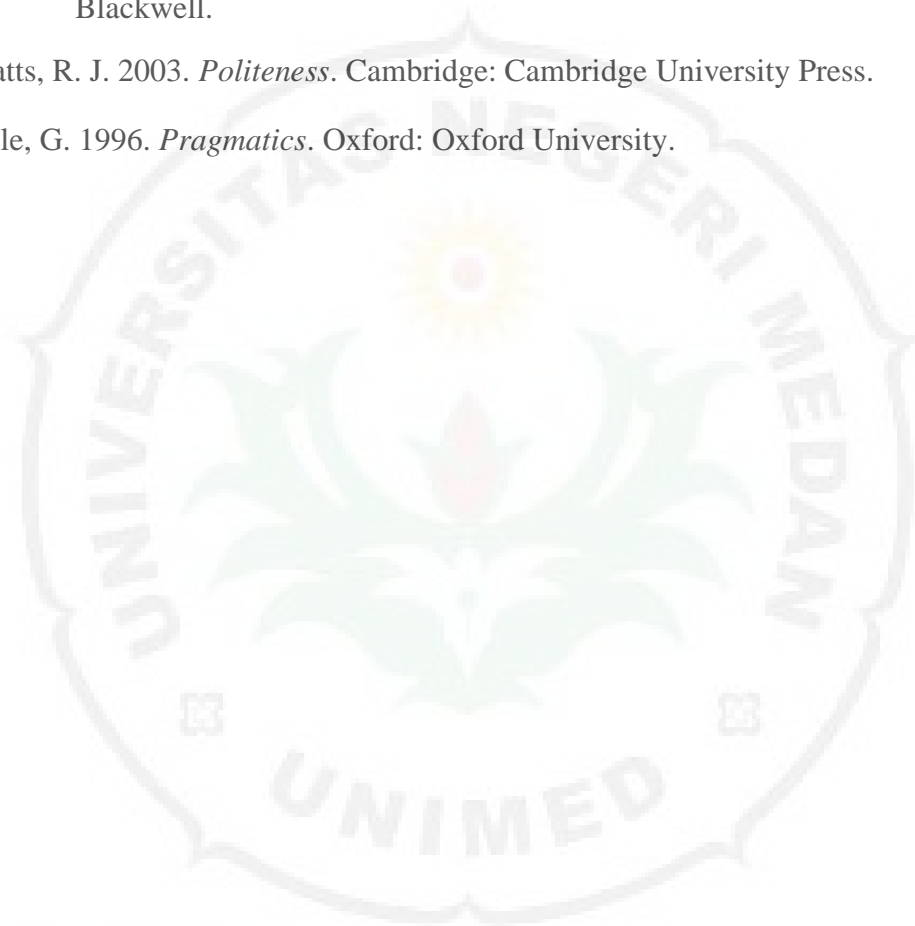 Blackwell.
atts, R. J. 2003. Politeness. Cambridge: Cambridge University Press.
le, G. 1996. Pragmatics. Oxford: Oxford University.
UNIVERSITAS NEGERI MEDAN
UNIMED